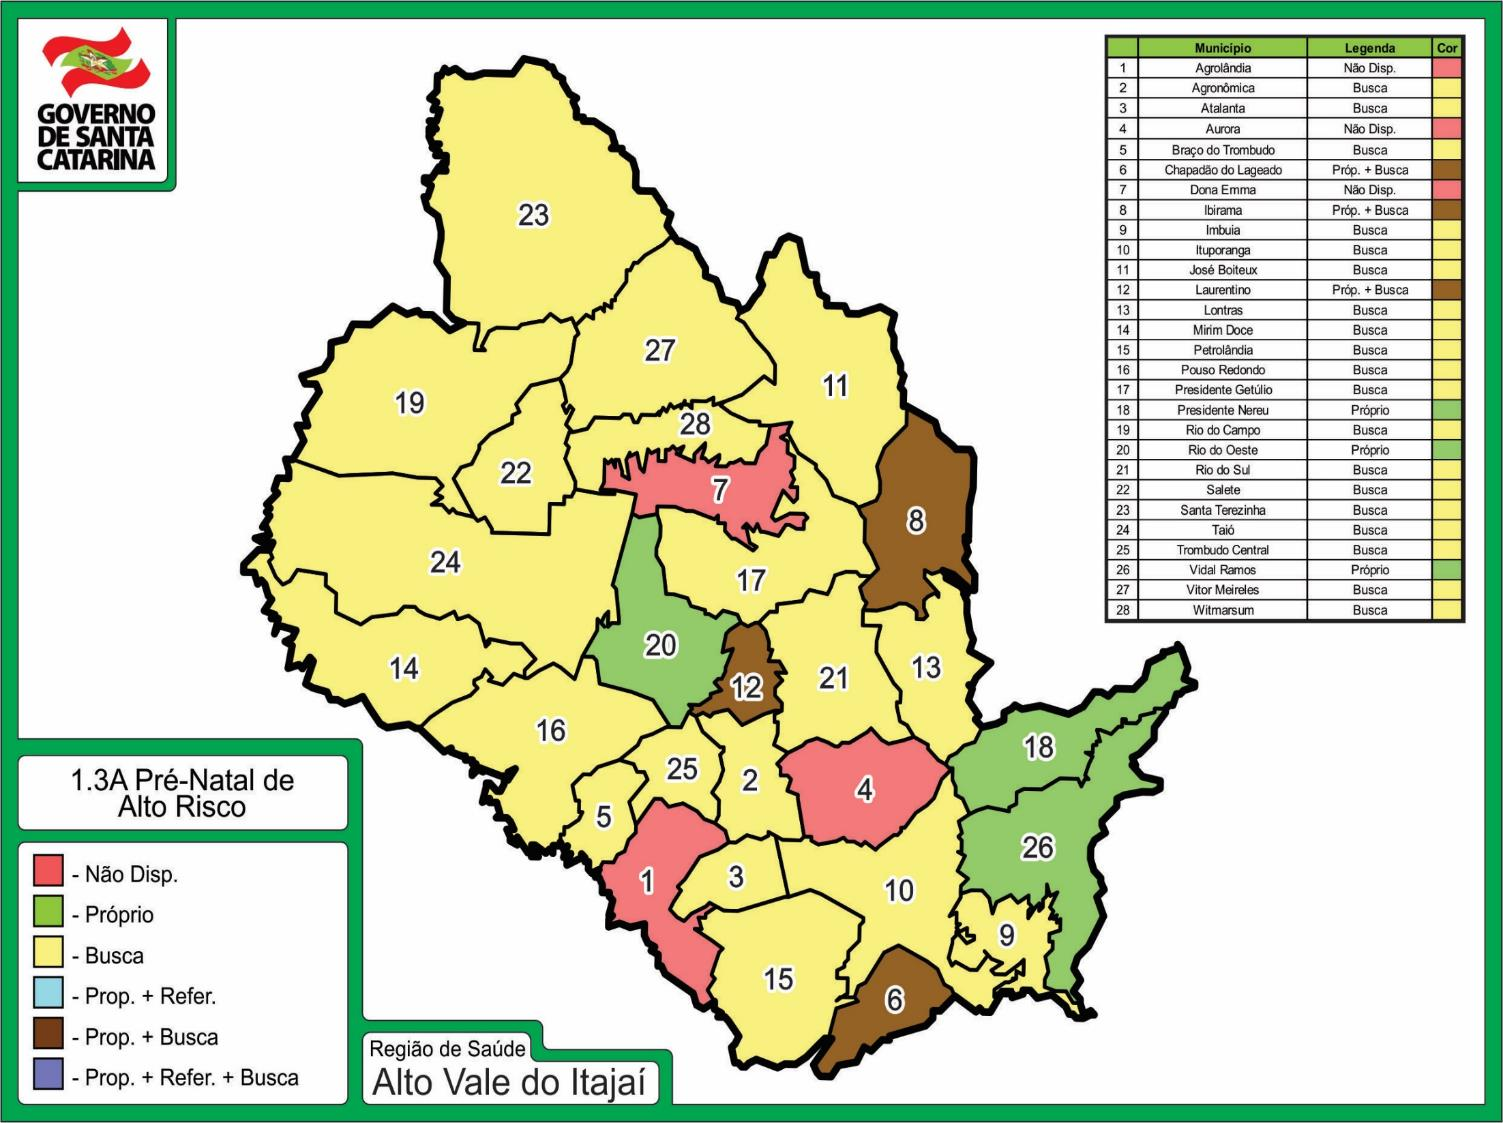 GOVERNO
DE SANTA
CATARINA
Município Legenda Cor
1 Agrolândia Não Disp.
2 Agronômica Busca
3 Atalanta Busca
4 Aurora Não Disp.
5 Braço do Trombudo Busca
6 Chapadão do Lageado Próp. + Busca
7 Dona Emma Não Disp.
8 Ibirama Próp. + Busca
9 Imbuia Busca
10 Ituporanga Busca
11 José Boiteux Busca
12 Laurentino Próp. + Busca
13 Lontras Busca
14 Mirim Doce Busca
15 Petrolândia Busca
16 Pouso Redondo Busca
17 Presidente Getúlio Busca
18 Presidente Nereu Próprio
19 Rio do Campo Busca
20 Rio do Oeste Próprio
21 Rio do Sul Busca
22 Salete Busca
23 Santa Terezinha Busca
24 Taió Busca
25 Trombudo Central Busca
26 Vidal Ramos Próprio
27 Vitor Meireles Busca
28 Witmarsum Busca
23
27
11
19
28
22
7
8
24
17
20
14
12
21
13
16
18
25
2
4
5
26
1
3
10
9
15
6
1.3A Pré-Natal de
Alto Risco
- Não Disp.
- Próprio
- Busca
- Prop. + Refer.
- Prop. + Busca
- Prop. + Refer. + Busca
Região de Saúde
Alto Vale do Itajaí